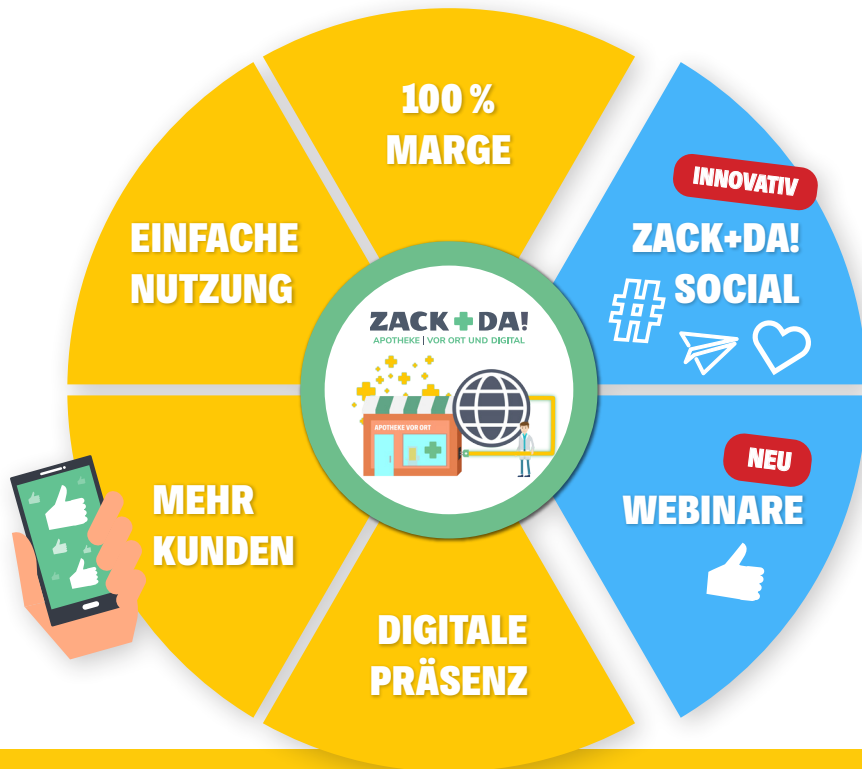 100 %
MARGE
EINFACHE
NUTZUNG
INNOVATIV
ZACK+DA!
# SOCIAL
ZACK+DA!
APOTHEKE | VOR ORT UND DIGITAL
APOTHEKE VOR ORT
MEHR
KUNDEN
NEU
WEBINARE
DIGITALE
PRÄSENZ